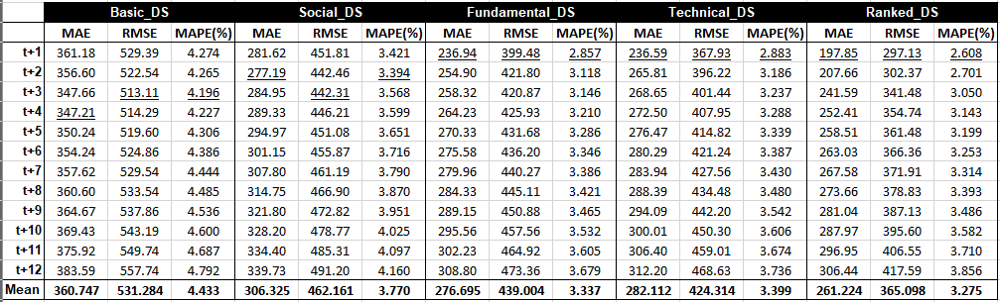 Basic_DS Social_DS Fundamental_DS Technical_DS Ranked_DS
MAE RMSE MAPE(%) MAE RMSE MAPE(%) MAE RMSE MAPE(%) MAE RMSE MAPE(%) MAE RMSE MAPE(%)
t+1 361.18 529.39 4.274 281.62 451.81 3.421 236.94 399.48 2.857 236.59 367.93 2.883 197.85 297.13 2.608
t+2 356.60 522.54 4.265 277.19 442.46 3.394 254.90 421.80 3.118 265.81 396.22 3.186 207.66 302.37 2.701
t+3 347.66 513.11 4.196 284.95 442.31 3.568 258.32 420.87 3.146 268.65 401.44 3.237 241.59 341.48 3.050
t+4 347.21 514.29 4.227 289.33 446.21 3.599 264.23 425.93 3.210 272.50 407.95 3.288 252.41 354.74 3.143
t+5 350.24 519.60 4.306 294.97 451.08 3.651 270.33 431.68 3.286 276.47 414.82 3.339 258.51 361.48 3.199
t+6 354.24 524.86 4.386 301.15 455.87 3.716 275.58 436.20 3.346 280.29 421.24 3.387 263.03 366.36 3.253
t+7 357.62 529.54 4.444 307.80 461.19 3.790 279.96 440.27 3.386 283.94 427.56 3.430 267.58 371.91 3.314
t+8 360.60 533.54 4.485 314.75 466.90 3.870 284.33 445.11 3.421 288.39 434.48 3.480 273.66 378.83 3.393
t+9 364.67 537.86 4.536 321.80 472.82 3.951 289.15 450.88 3.465 294.09 442.20 3.542 281.04 387.13 3.486
t+10 369.43 543.19 4.600 328.20 478.77 4.025 295.56 457.56 3.532 300.01 450.30 3.606 287.97 395.60 3.582
t+11 375.92 549.74 4.687 334.40 485.31 4.097 302.23 464.92 3.605 306.40 459.01 3.674 296.95 406.55 3.710
t+12 383.59 557.74 4.792 339.73 491.20 4.160 308.80 473.36 3.679 312.20 468.63 3.736 306.44 417.59 3.856
Mean 360.747 531.284 4.433 306.325 462.161 3.770 276.695 439.004 3.337 282.112 424.314 3.399 261.224 365.098 3.275